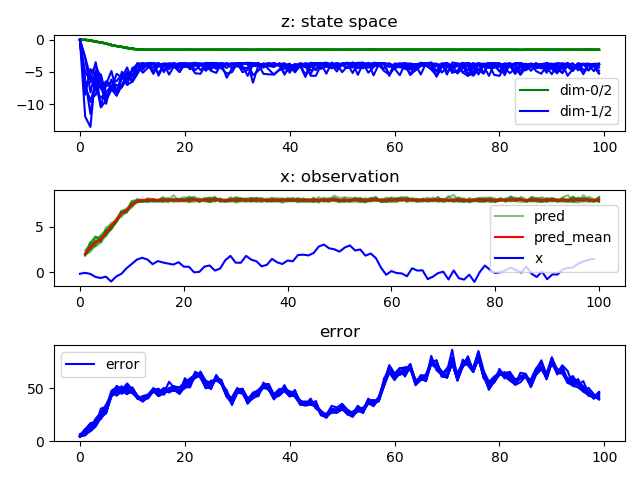 z: state space
0
−5
−10
dim-0/2
dim-1/2
0 20 40 60 80 100
x: observation
5
0
pred
pred_mean
x
0 20 40 60 80 100
error
50
0
error
0 20 40 60 80 100